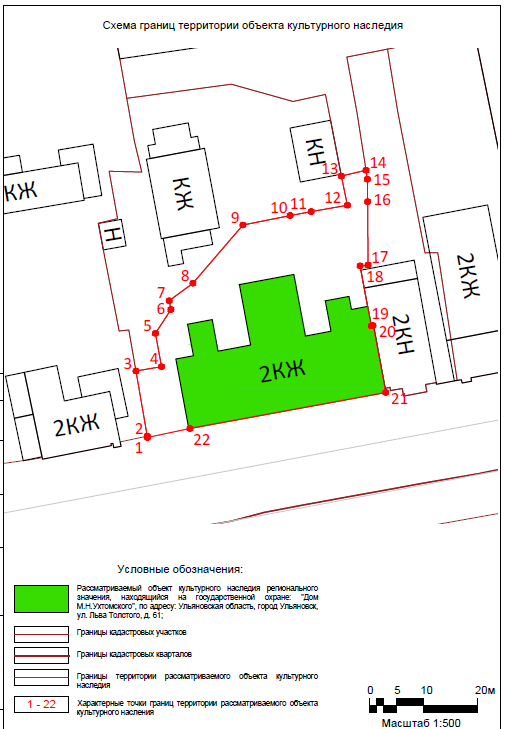 Схема границ территории объекта культурного наследия
КН
14
13
15
КЖ
КЖ
12
16
11
10
9
Н
17
2КЖ
8
18
7
6
19
5
20
2КН
4
3
2КЖ
21
2КЖ
2
22
1
Условные обозначения:
Рассматриваемый объект культурного наследия регионального
значения, находящийся на государственной охране: "Дом
М.Н.Ухтомского", по адресу: Ульяновская область, город Ульяновск,
ул. Льва Толстого, д. 61;
Границы кадастровых участков
Границы кадастровых кварталов
Границы территории рассматриваемого объекта культурного
наследия
1 - 22
Характерные точки границ территории рассматриваемого объекта
культурного насления
0 5 10 20м
Масштаб 1:500